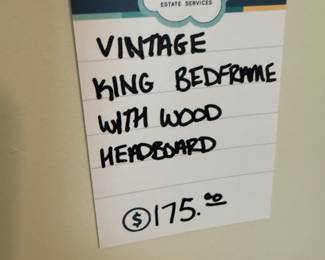 ESTATE SERVICES
VINTAGE
KING BEDFRAME
WITH WOOD
HEADBOARD
$175.00